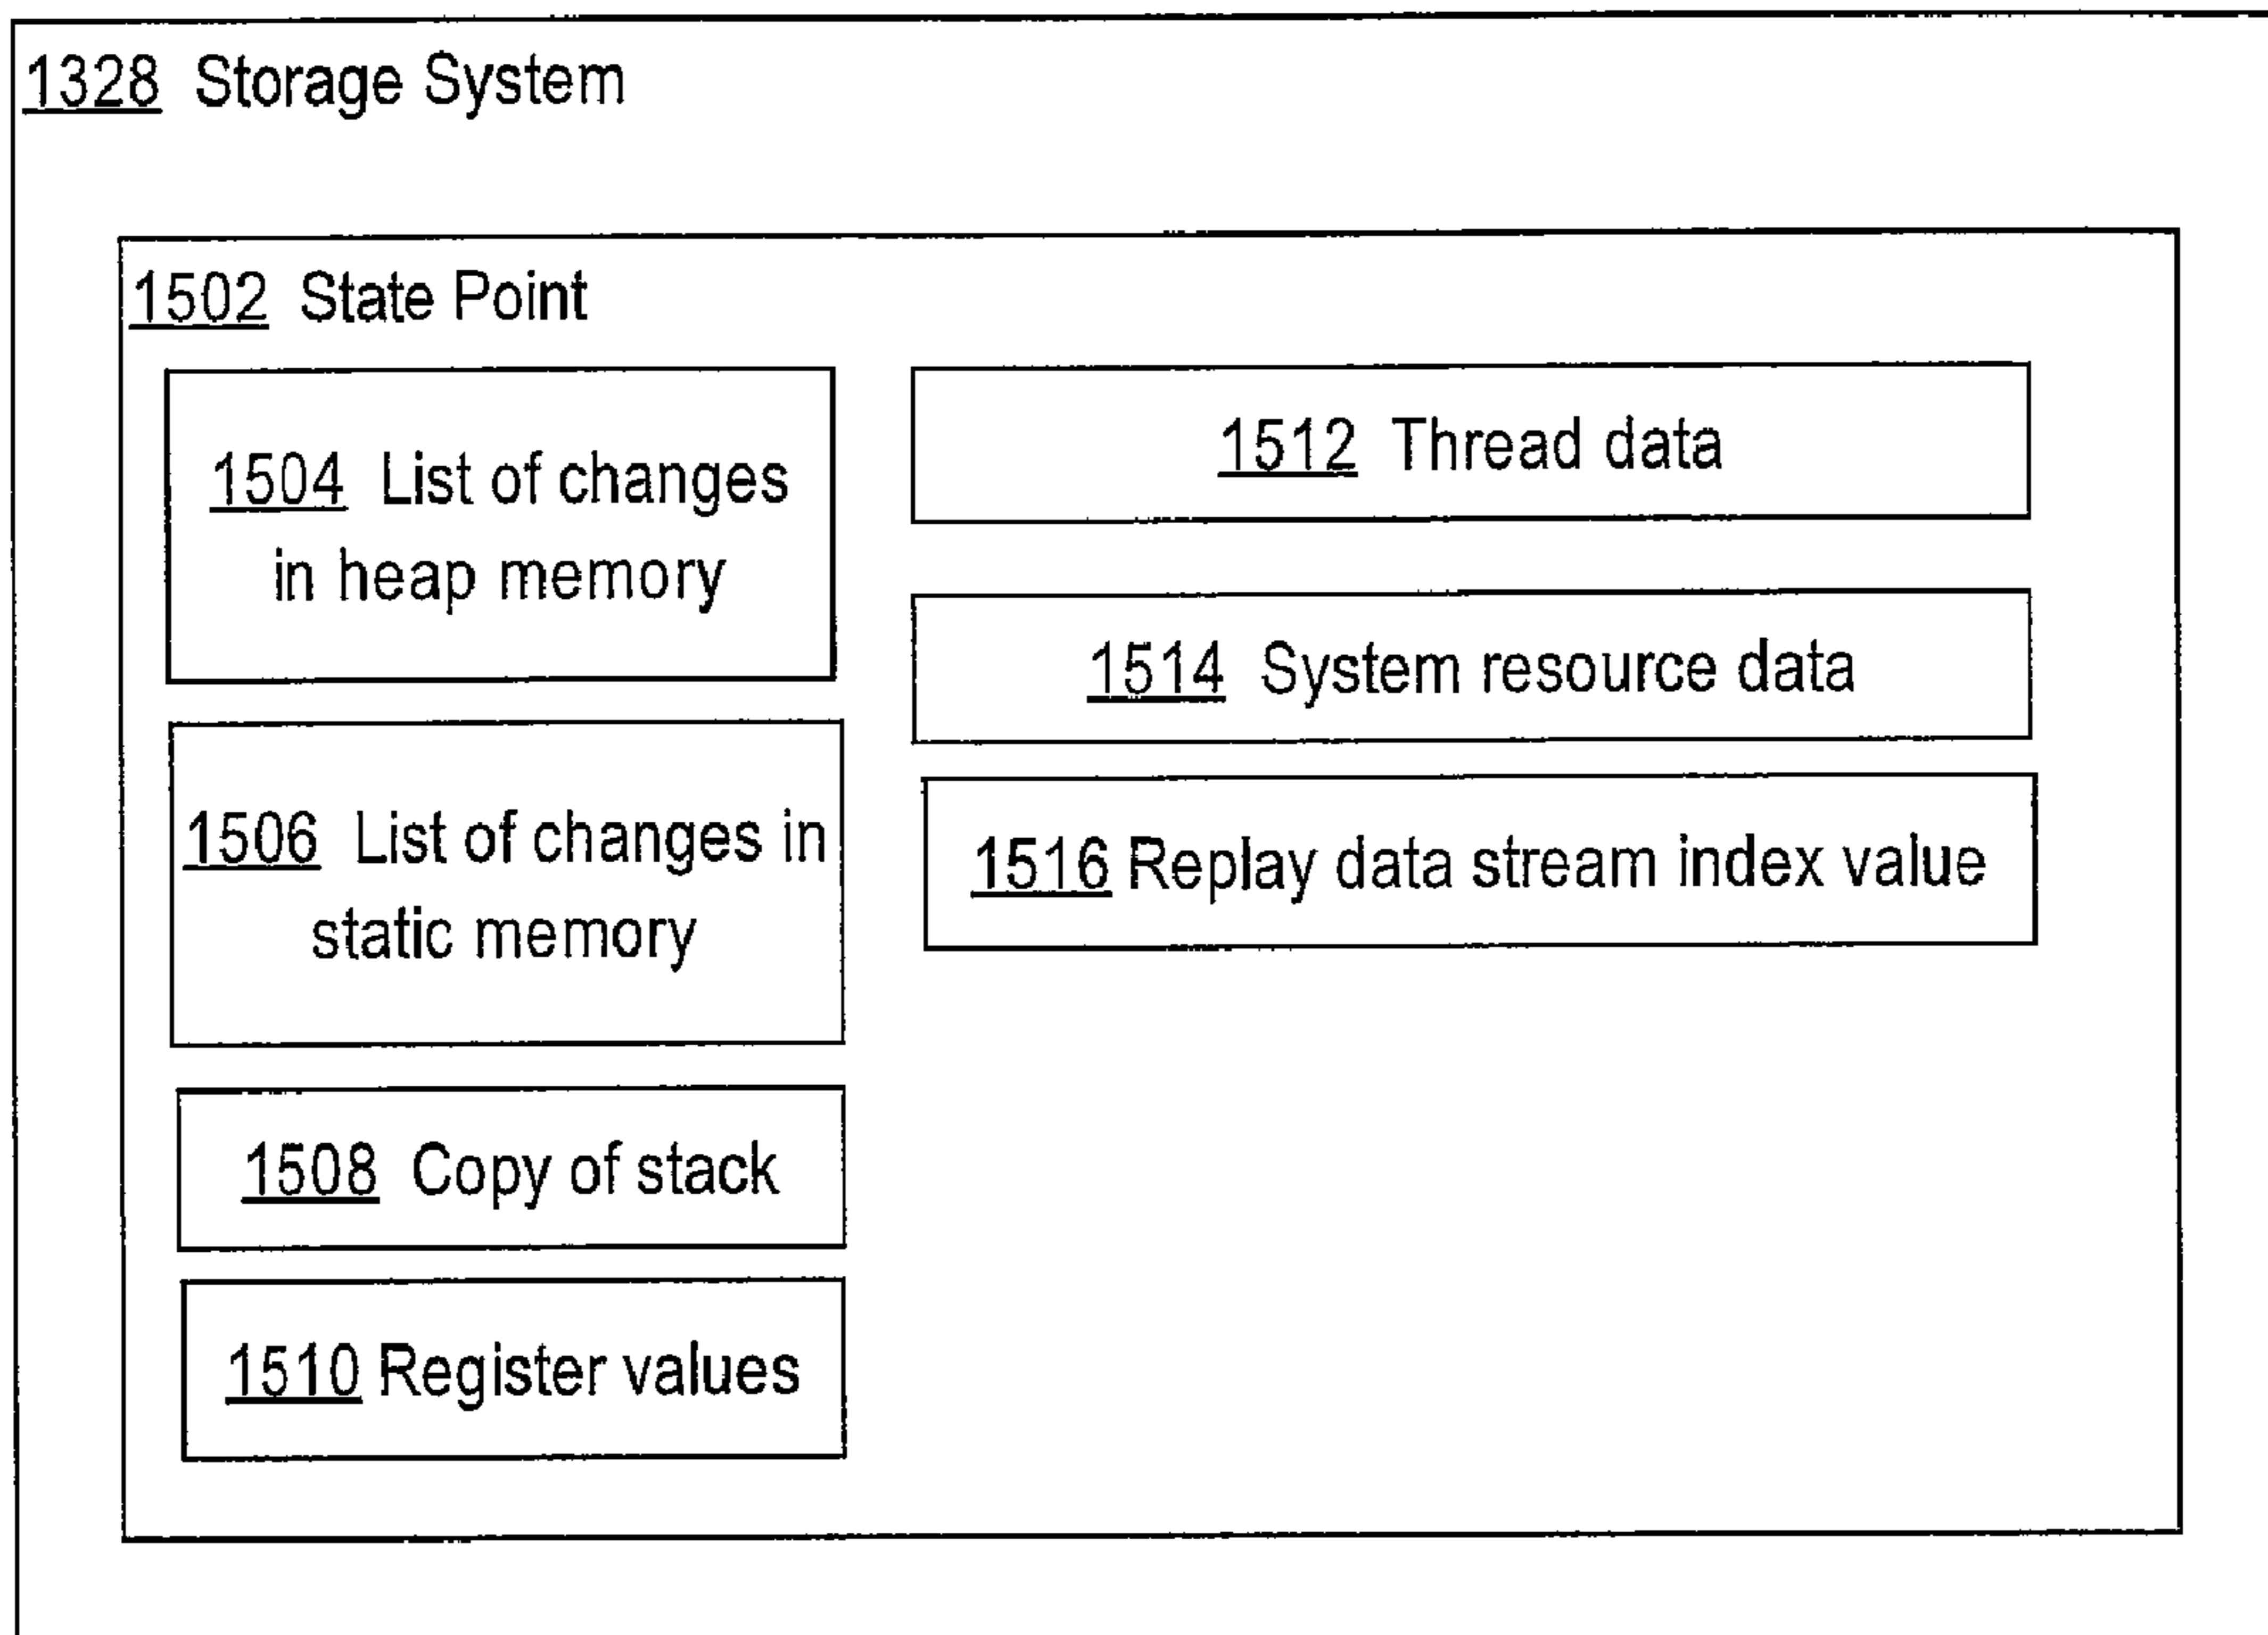 1328 Storage System
1502 State Point
1504 List of changes
in heap memory
1506 List of changes in
static memory
1508 Copy of stack
1510 Register values
1512 Thread data
1514 System resource data
1516 Replay data stream index value